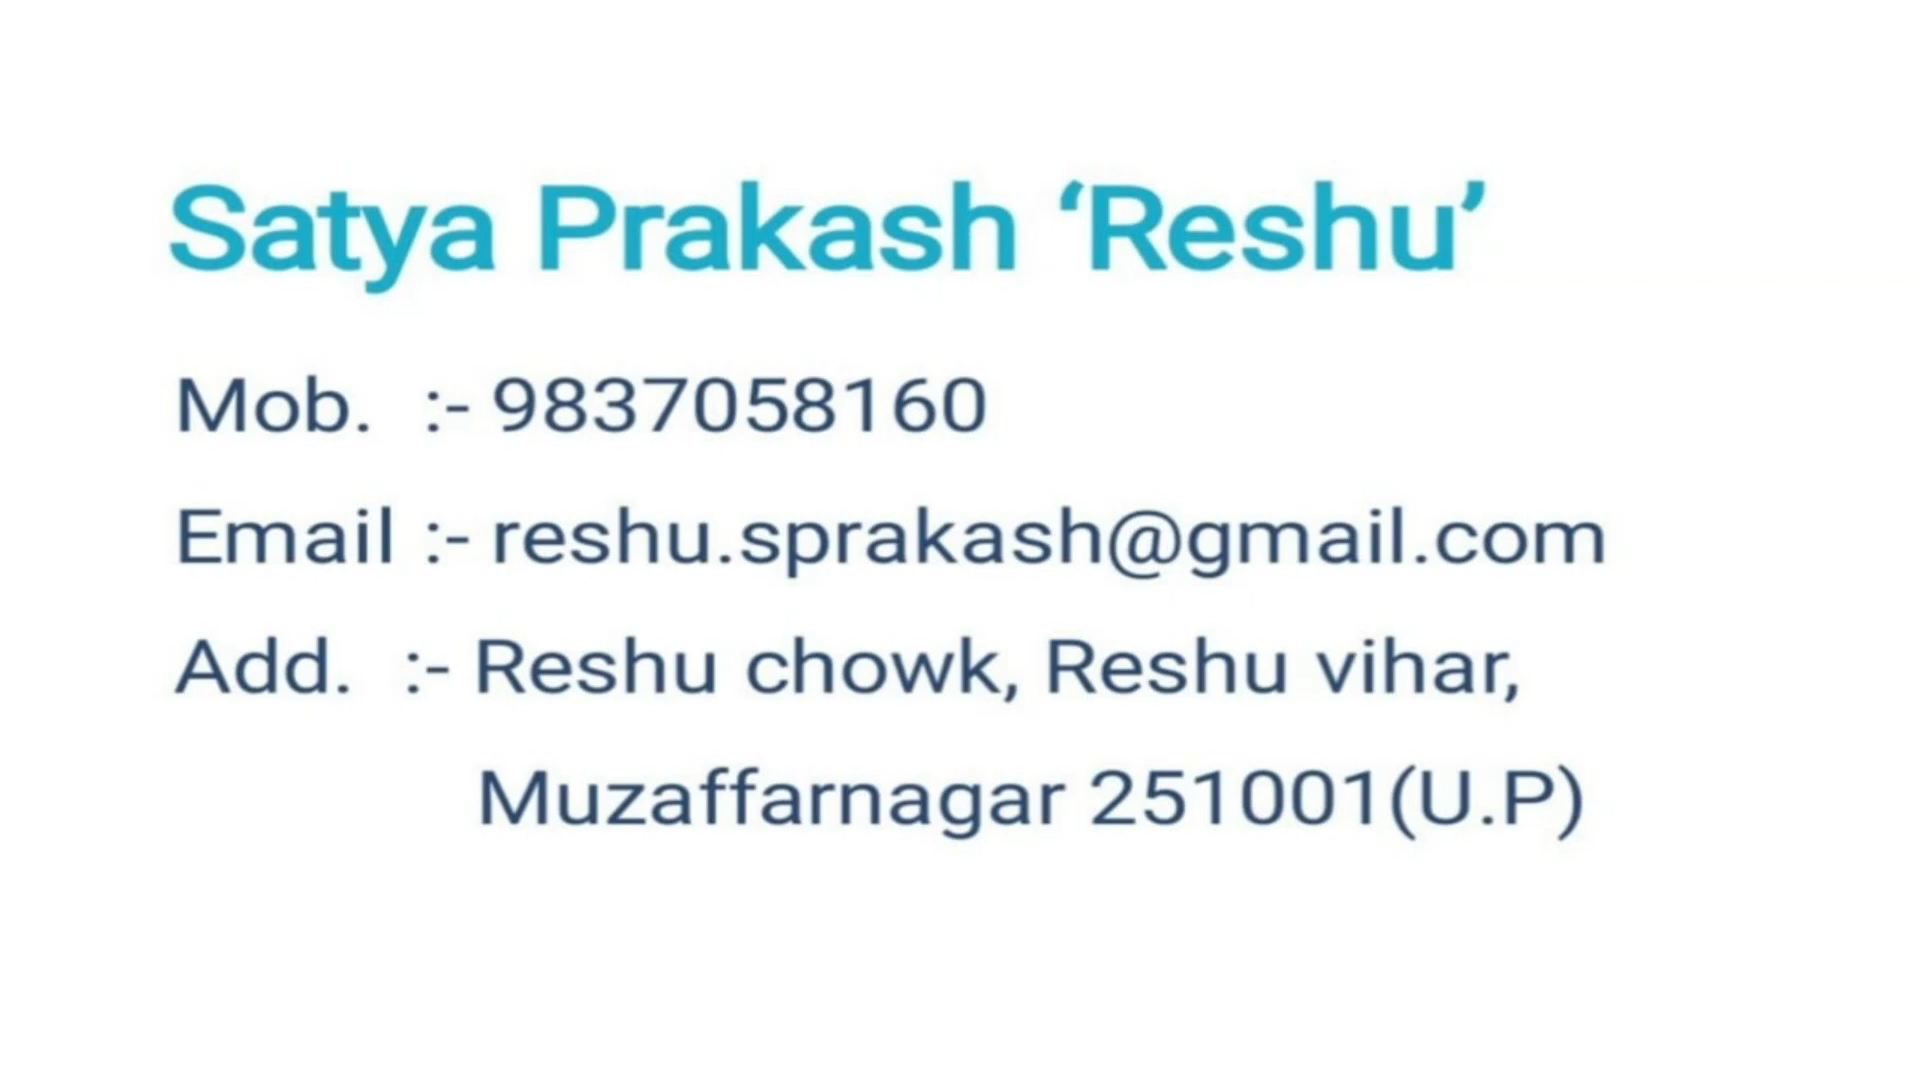 Satya Prakash ‘Reshu’
Mob. :- 9837058160
Email :- reshu.sprakash@gmail.com
Add. :- Reshu chowk, Reshu vihar,
Muzaffarnagar 251001(U.P)